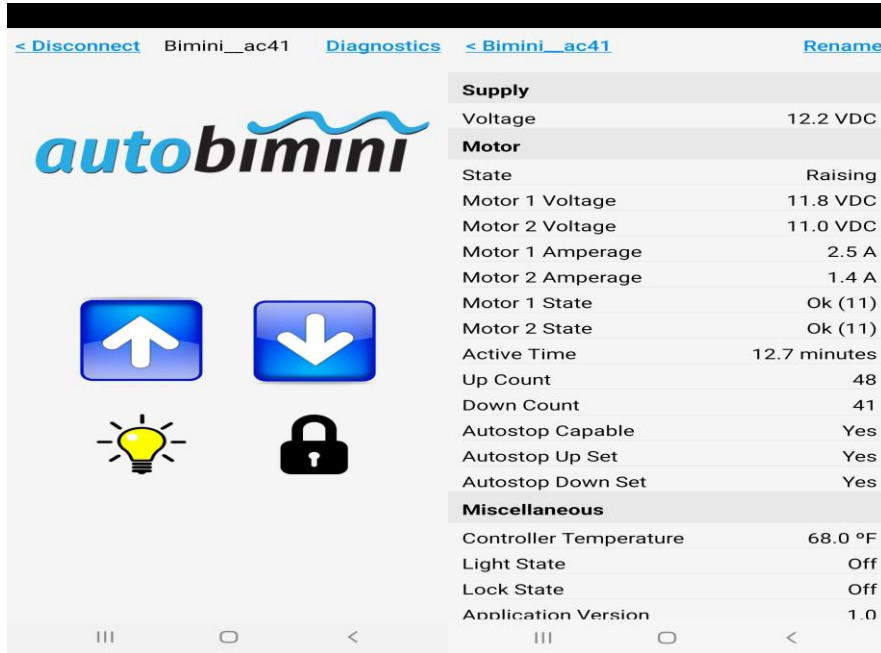 < Disconnect Bimini__ac41 Diagnostics
autobimini
< Bimini__ac41 Rename
Supply
Voltage 12.2 VDC
Motor
State Raising
Motor 1 Voltage 11.8 VDC
Motor 2 Voltage 11.0 VDC
Motor 1 Amperage 2.5 A
Motor 2 Amperage 1.4 A
Motor 1 State Ok (11)
Motor 2 State Ok (11)
Active Time 12.7 minutes
Up Count 48
Down Count 41
Autostop Capable Yes
Autostop Up Set Yes
Autostop Down Set Yes
Miscellaneous
Controller Temperature 68.0 ºF
Light State Off
Lock State Off
Application Version 1.0